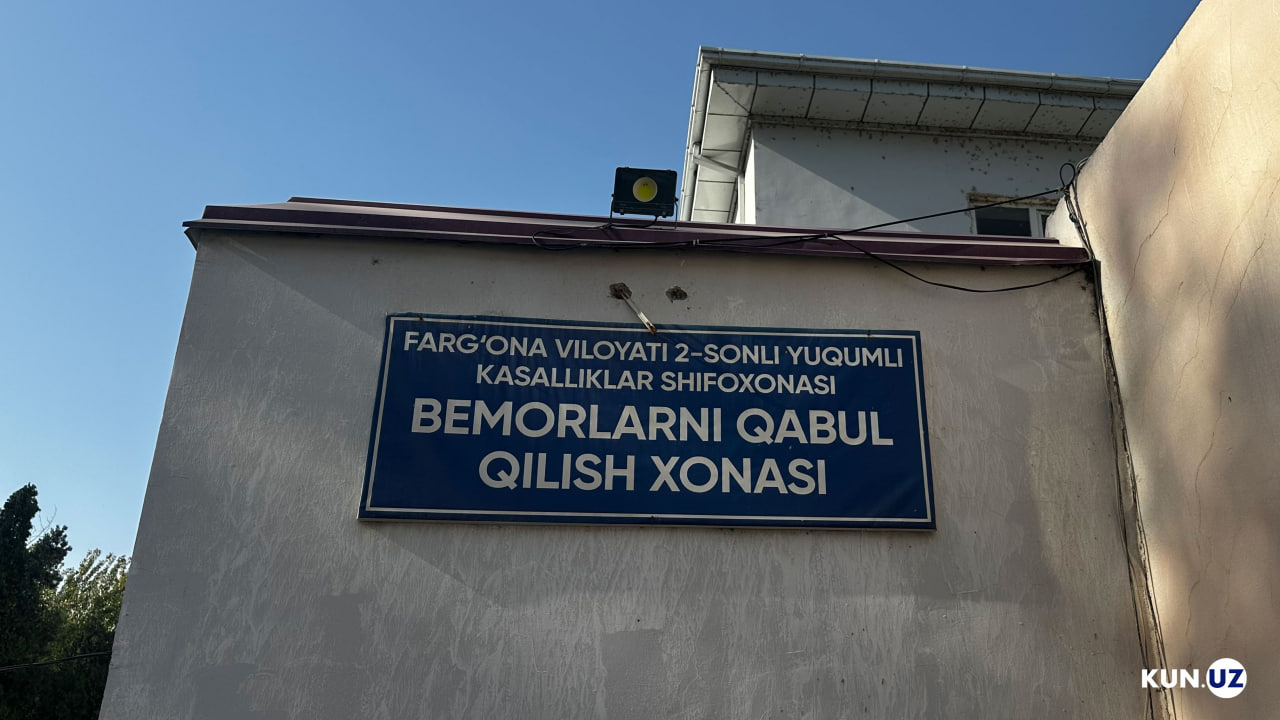 FARG‘ONA VILOYATI 2-SONLI YUQUMLI
KASALLIKLAR SHIFOXONASI
BEMORLARNI QABUL
QILISH XONASI
KUN.UZ